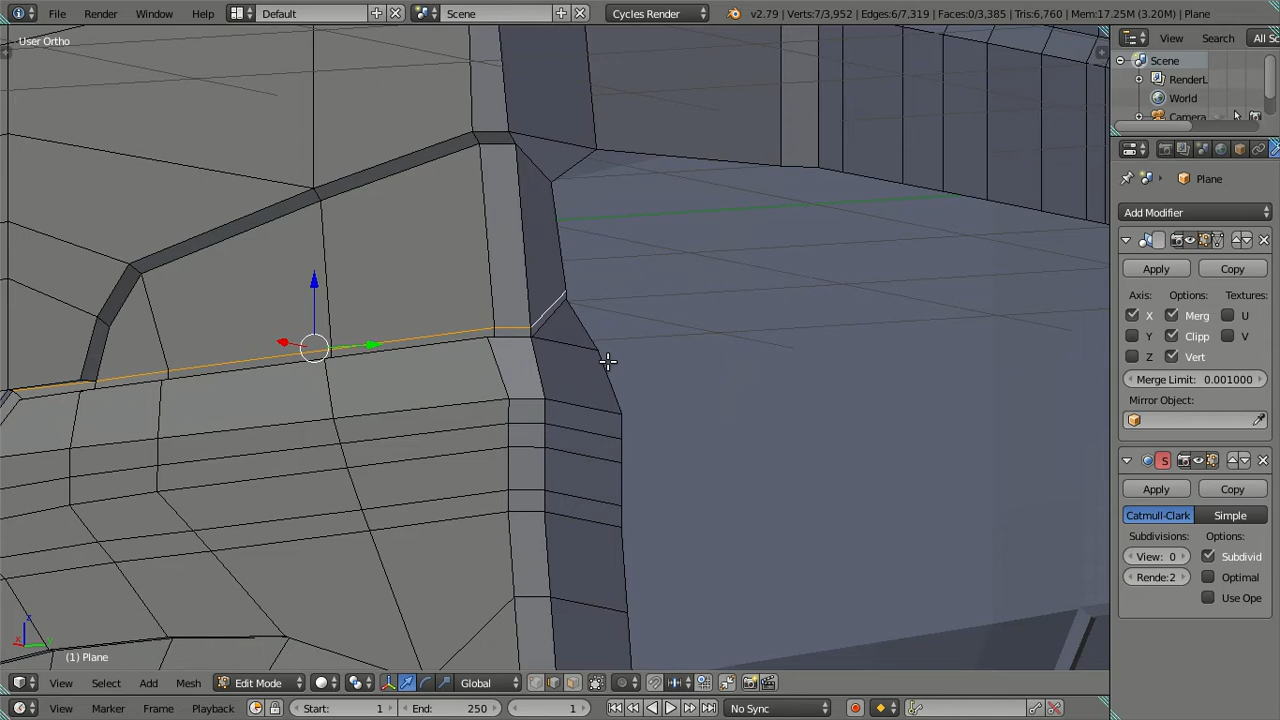 File Render Window Help Default Scene Cycles Render v2.79 | Verts:7/3,952 | Edges:6/7,319 | Faces:0/3,385 | Tris:6,760 | Mem:17.25M (3.20M) | Plane
User Ortho
View Search All Sc
Scene
RenderL
World
Camera
Plane
Add Modifier
Apply Copy
Axis: Options: Textures:
X Merg U
Y Clipp V
Z Vert
Merge Limit: 0.001000
Mirror Object:
S
Apply Copy
Catmull-Clark Simple
Subdivisions: Options:
View: 0 Subdivid
Rende:2 Optimal
Use Ope
z
x y
(1) Plane
View Select Add Mesh Edit Mode Global
View Marker Frame Playback Start: 1 End: 250 1 No Sync